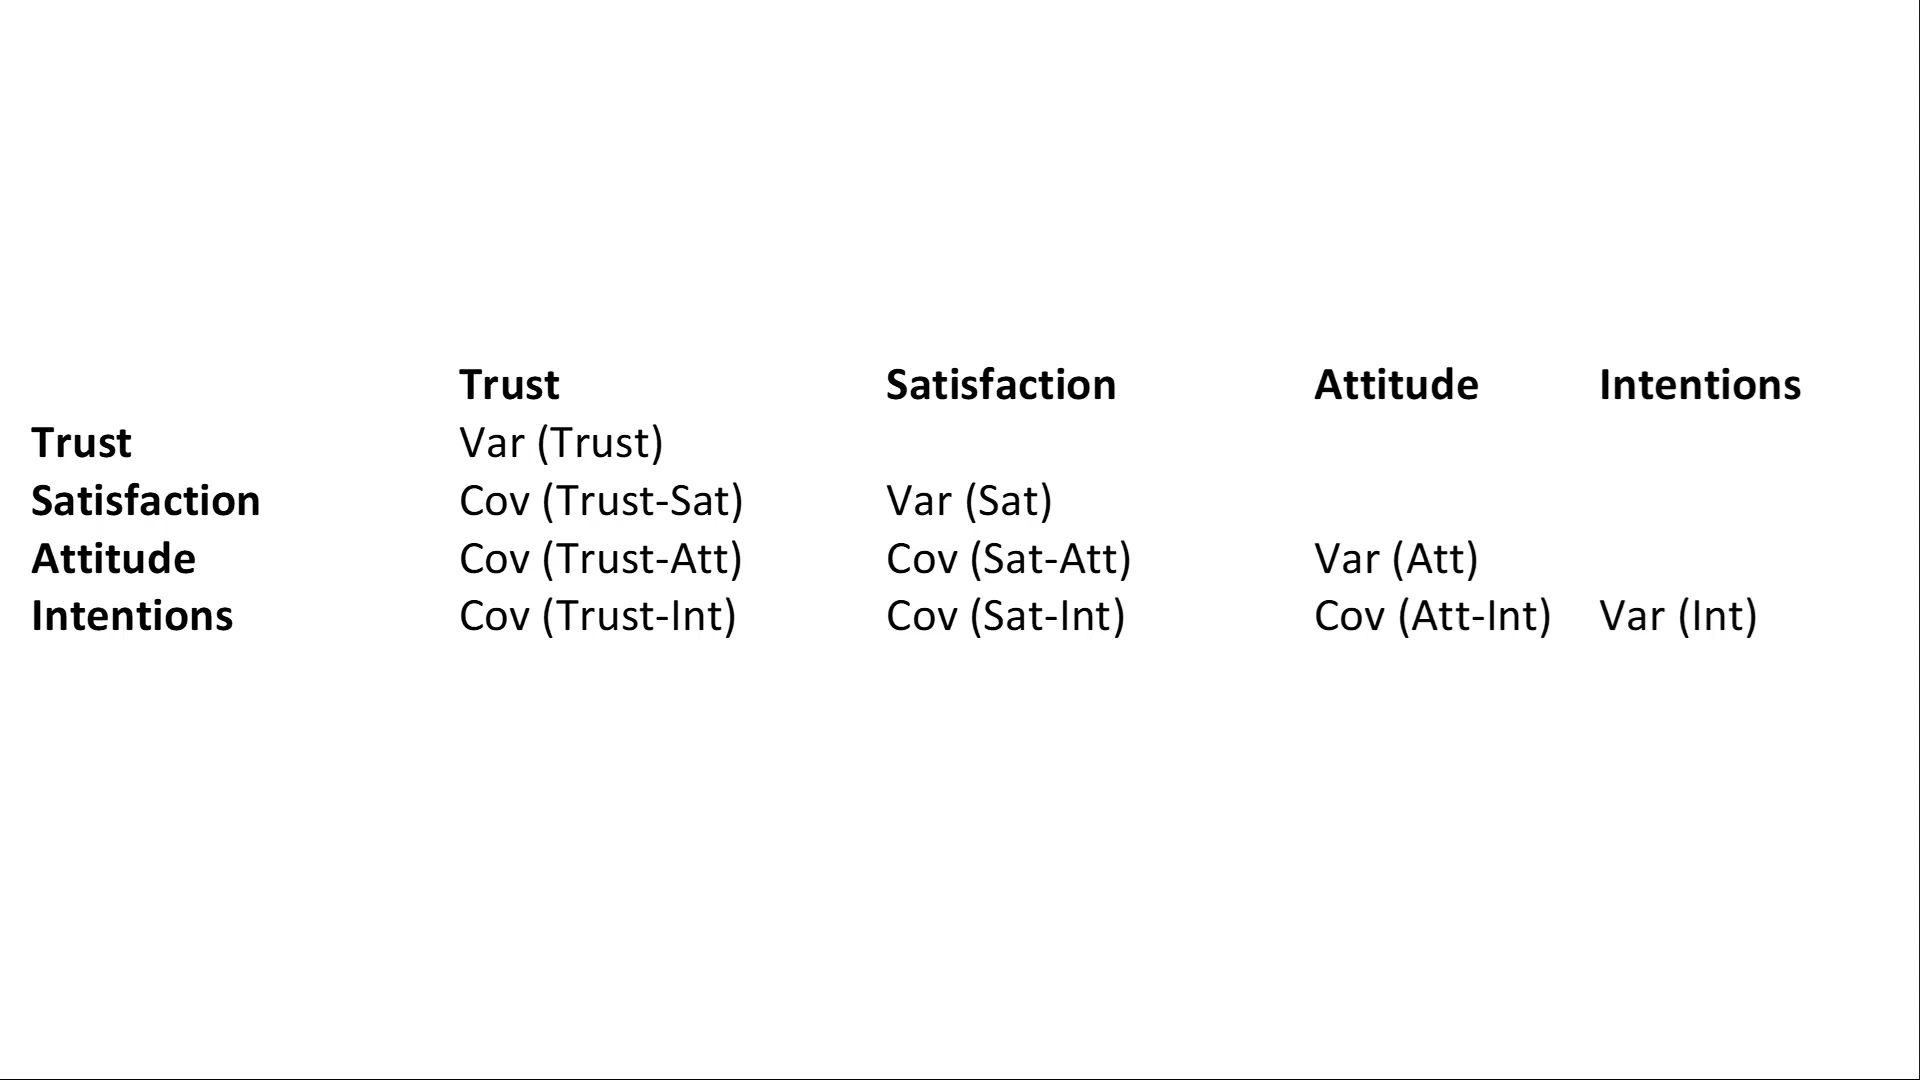 Trust Satisfaction Attitude Intentions
Trust Var (Trust)
Satisfaction Cov (Trust-Sat) Var (Sat)
Attitude Cov (Trust-Att) Cov (Sat-Att) Var (Att)
Intentions Cov (Trust-Int) Cov (Sat-Int) Cov (Att-Int) Var (Int)